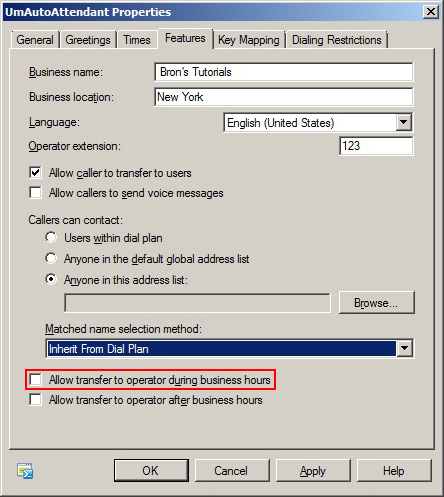 UmAutoAttendant Properties
General Greetings Times Features Key Mapping Dialing Restrictions
Business name: Bron's Tutorials
Business location: New York
Language: English (United States)
Operator extension: 123
Allow caller to transfer to users
Allow callers to send voice messages
Callers can contact:
Users within dial plan
Anyone in the default global address list
Anyone in this address list:
Browse...
Matched name selection method:
Inherit From Dial Plan
Allow transfer to operator during business hours
Allow transfer to operator after business hours
OK Cancel Apply Help